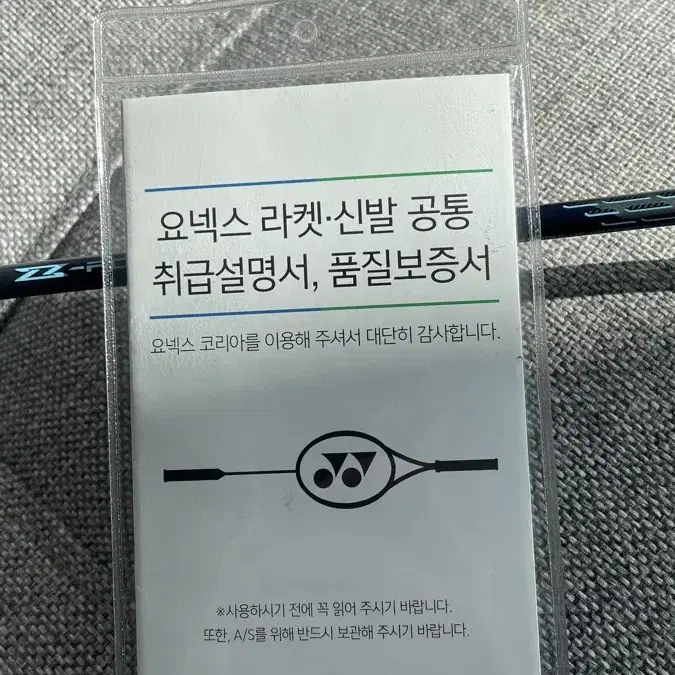 요넥스 라켓·신발 공통
취급설명서, 품질보증서
요넥스 코리아를 이용해 주셔서 대단히 감사합니다.
※사용하시기 전에 꼭 읽어 주시기 바랍니다.
또한, A/S를 위해 반드시 보관해 주시기 바랍니다.